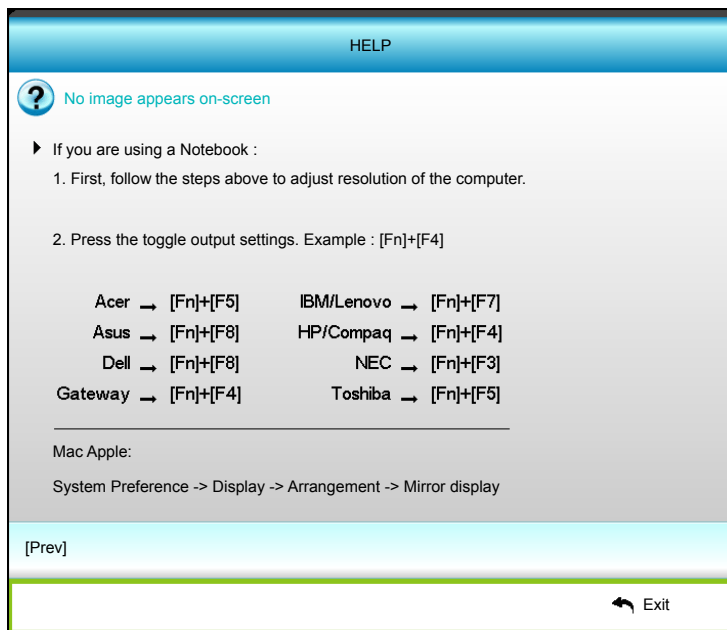 HELP
No image appears on-screen
If you are using a Notebook :
1. First, follow the steps above to adjust resolution of the computer.
2. Press the toggle output settings. Example : [Fn]+[F4]
Acer → [Fn]+[F5] IBM/Lenovo → [Fn]+[F7]
Asus → [Fn]+[F8] HP/Compaq → [Fn]+[F4]
Dell → [Fn]+[F8] NEC → [Fn]+[F3]
Gateway → [Fn]+[F4] Toshiba → [Fn]+[F5]
Mac Apple:
System Preference -> Display -> Arrangement -> Mirror display
[Prev]
Exit